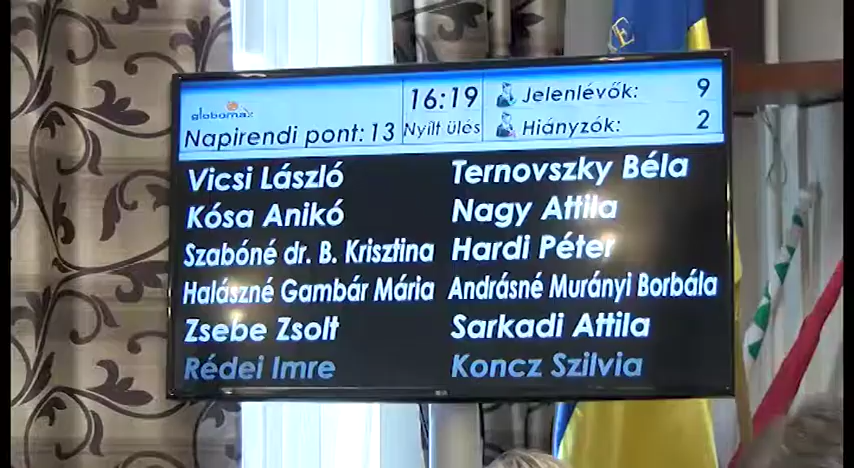 globomax
Napirendi pont: 13
16:19
Nyílt ülés
Jelenlévők: 9
Hiányzók: 2
Vicsi László
Ternovszky Béla
Kósa Anikó
Nagy Attila
Szabóné dr. B. Krisztina
Hardi Péter
Halászné Gambár Mária
Andrásné Murányi Borbála
Zsebe Zsolt
Sarkadi Attila
Rédei Imre
Koncz Szilvia